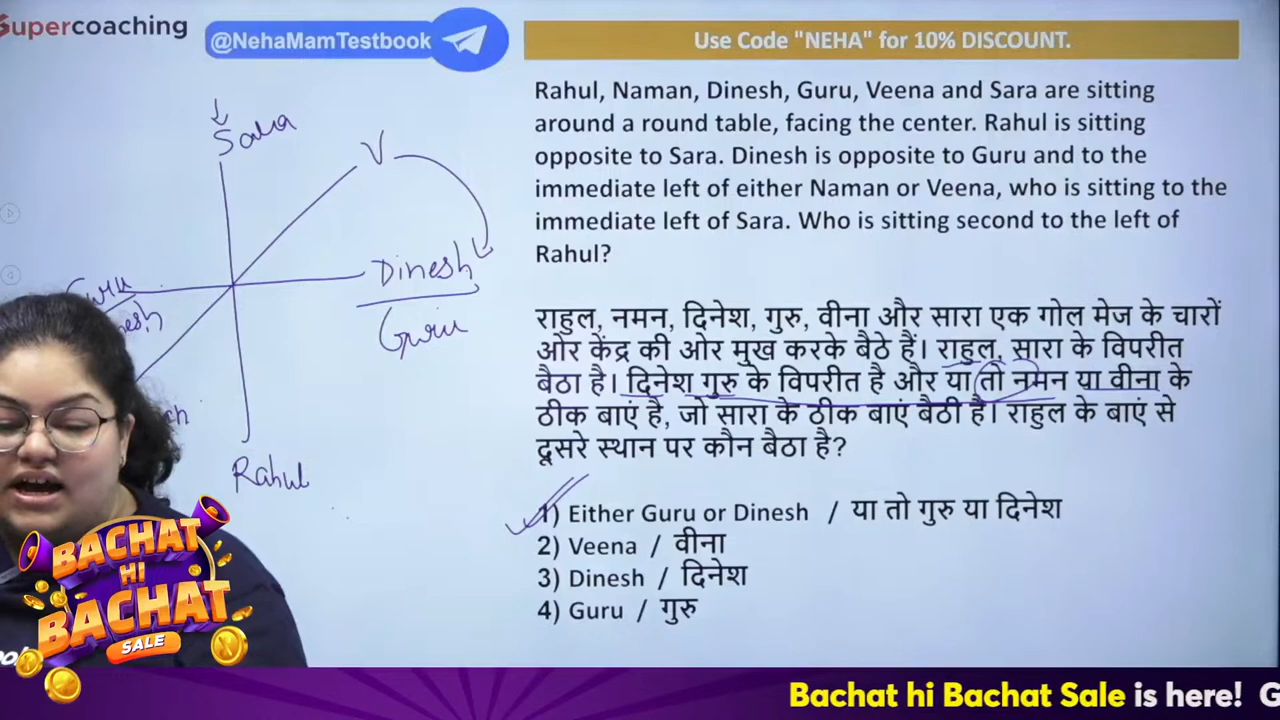 Supercoaching
@NehaMamTestbook
Use Code "NEHA" for 10% DISCOUNT.
Rahul, Naman, Dinesh, Guru, Veena and Sara are sitting
around a round table, facing the center. Rahul is sitting
opposite to Sara. Dinesh is opposite to Guru and to the
immediate left of either Naman or Veena, who is sitting to the
immediate left of Sara. Who is sitting second to the left of
Rahul?
राहुल, नमन, दिनेश, गुरु, वीना और सारा एक गोल मेज के चारों
ओर केंद्र की ओर मुख करके बैठे हैं। राहुल, सारा के विपरीत
बैठा है। दिनेश गुरु के विपरीत है और या तो नमन या वीना के
ठीक बाएं है, जो सारा के ठीक बाएं बैठी है। राहुल के बाएं से
दूसरे स्थान पर कौन बैठा है?
1) Either Guru or Dinesh / या तो गुरु या दिनेश
2) Veena / वीना
3) Dinesh / दिनेश
4) Guru / गुरु
Sara
V
Dinesh
Guru
Guru
Rahul
BACHAT
HI
BACHAT
SALE
Bachat hi Bachat Sale is here! G